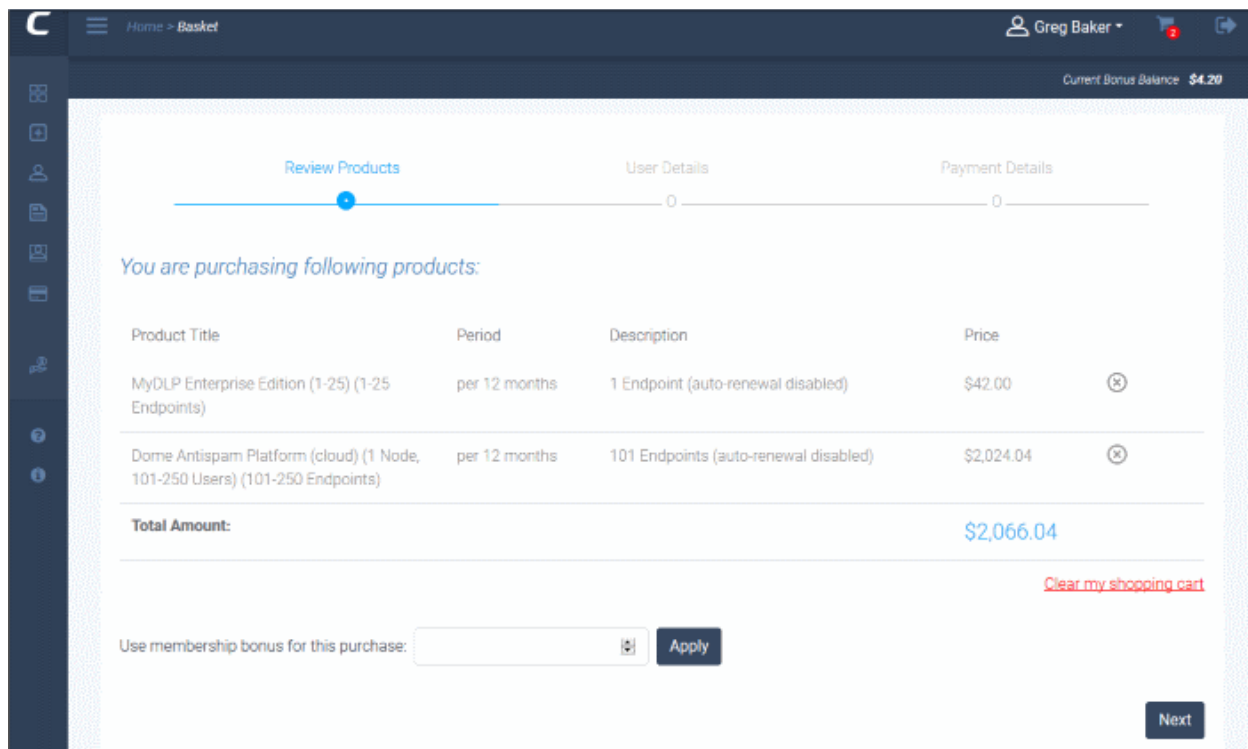 C
Home > Basket
Greg Baker
2
Current Bonus Balance $4.20
Review Products
User Details
Payment Details
You are purchasing following products:
Product Title Period Description Price
MyDLP Enterprise Edition (1-25) (1-25 per 12 months 1 Endpoint (auto-renewal disabled) $42.00
Endpoints)
Dome Antispam Platform (cloud) (1 Node, per 12 months 101 Endpoints (auto-renewal disabled) $2,024.04
101-250 Users) (101-250 Endpoints)
Total Amount: $2,066.04
Clear my shopping cart
Use membership bonus for this purchase: Apply
Next